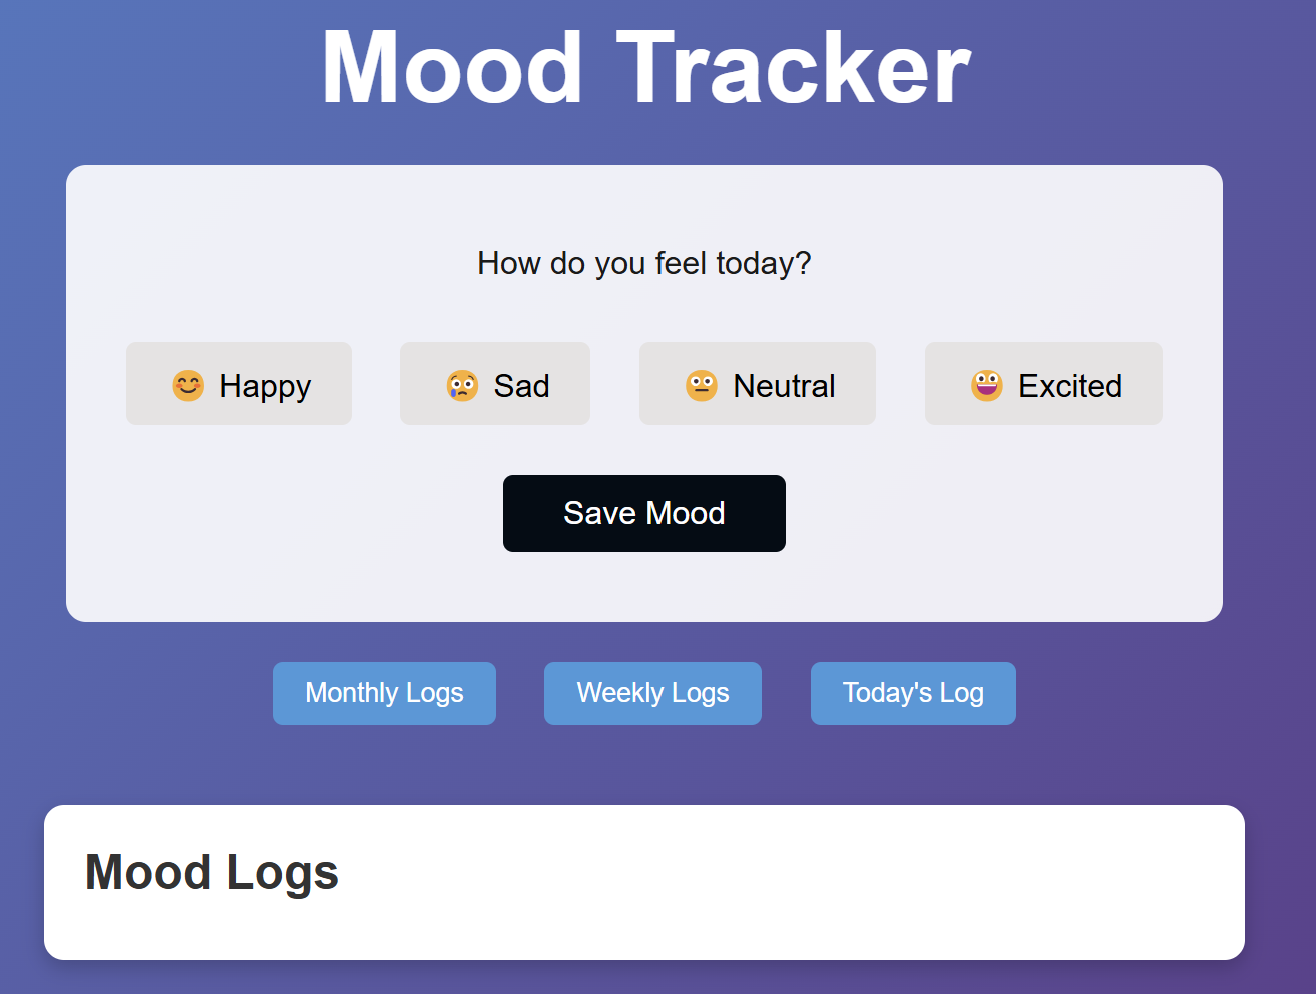 Mood Tracker
How do you feel today?
😊 Happy 😢 Sad 😐 Neutral 😃 Excited
Save Mood
Monthly Logs Weekly Logs Today's Log
Mood Logs